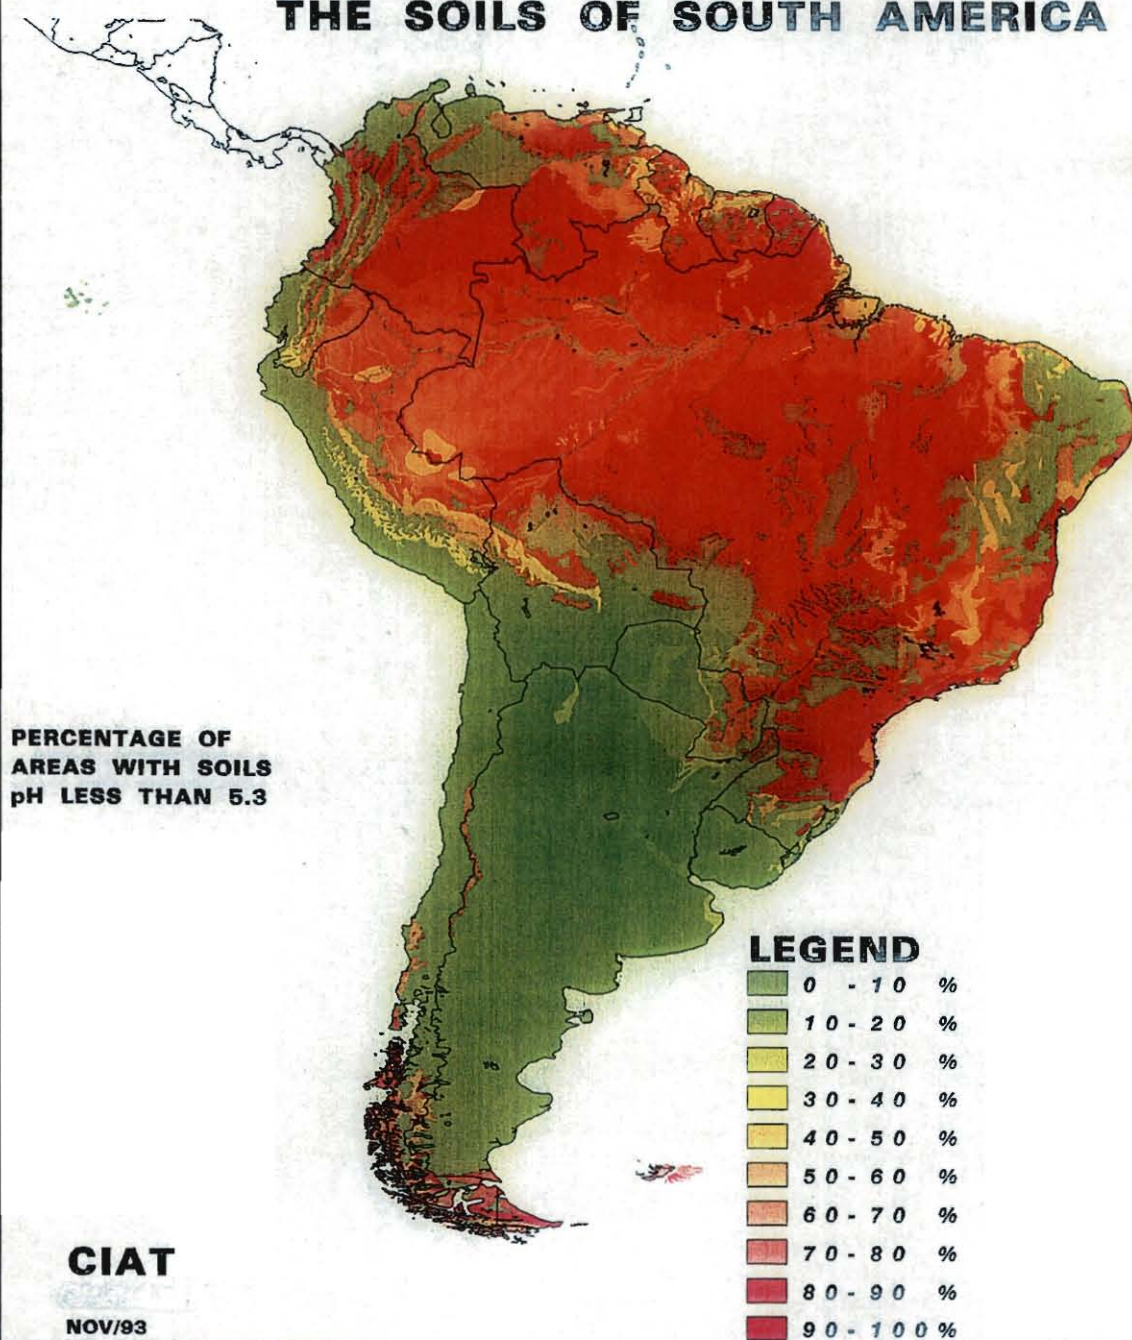 THE SOILS OF SOUTH AMERICA
PERCENTAGE OF
AREAS WITH SOILS
pH LESS THAN 5.3
LEGEND
0 - 10 %
10 - 20 %
20 - 30 %
30 - 40 %
40 - 50 %
50 - 60 %
60 - 70 %
70 - 80 %
80 - 90 %
90 - 100 %
CIAT
NOV/93